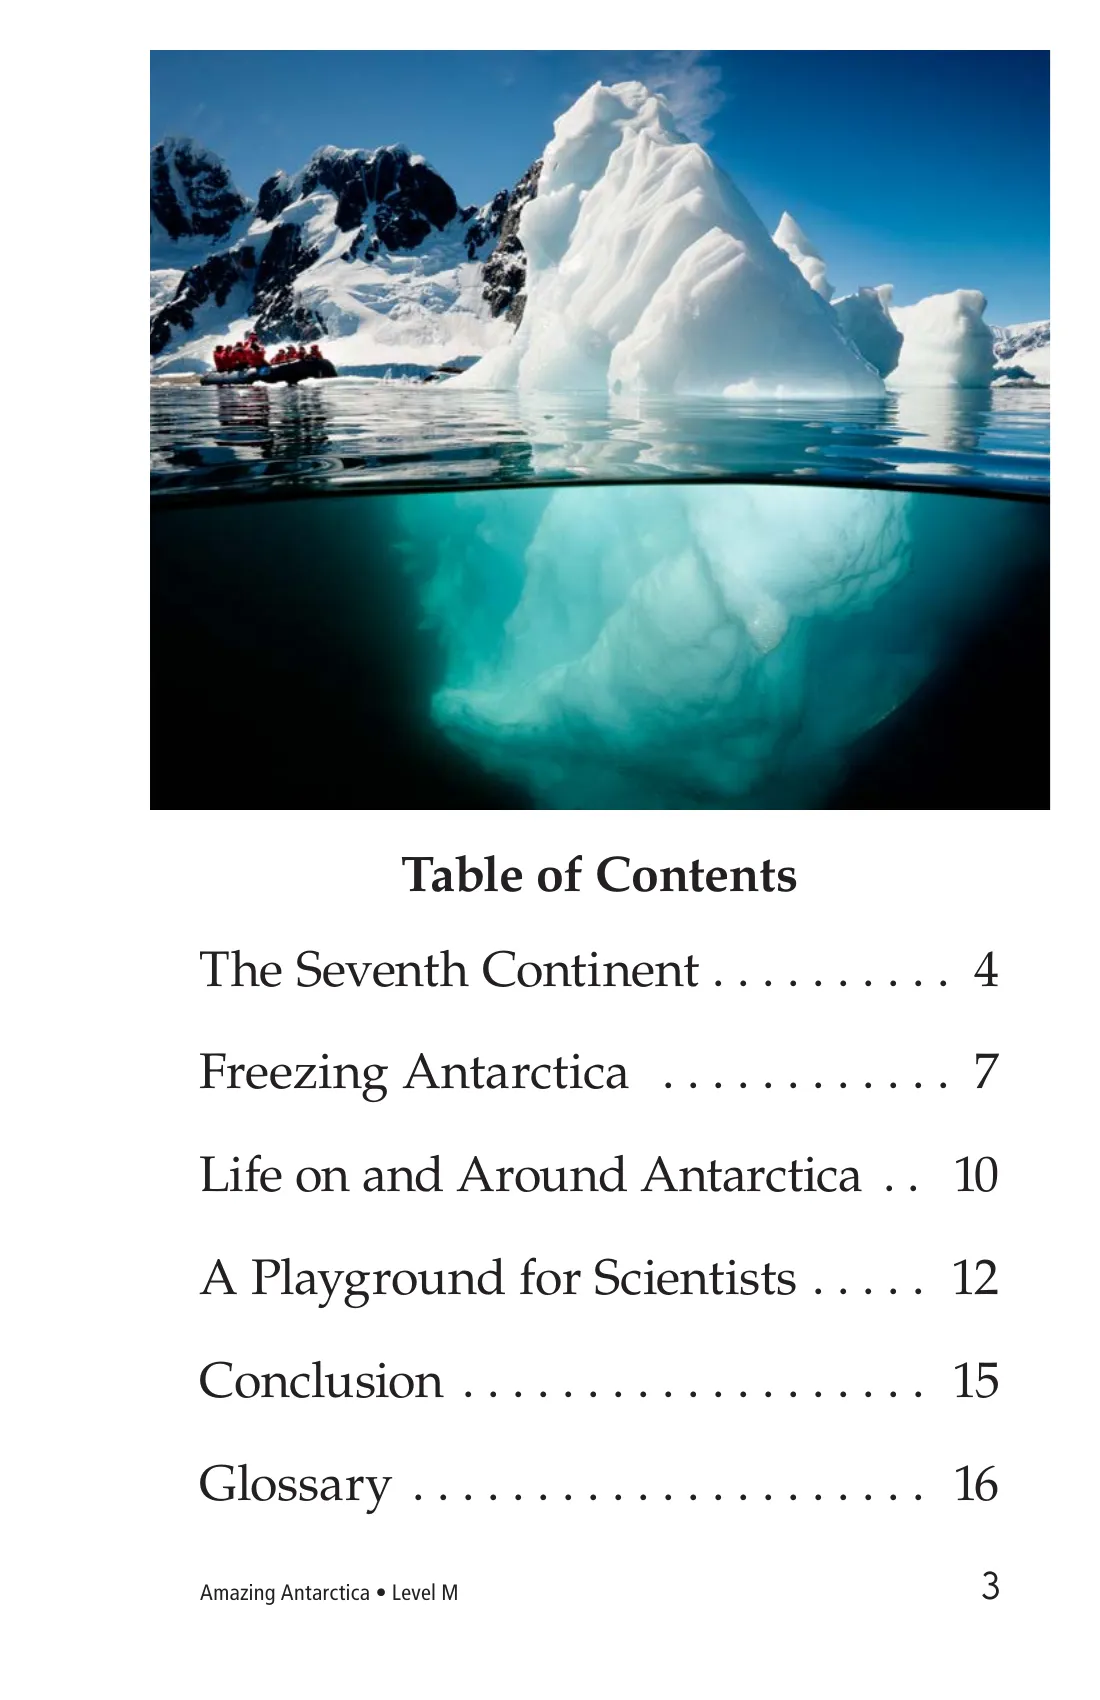 Table of Contents
The Seventh Continent . . . . . . . . . . 4
Freezing Antarctica . . . . . . . . . . . . 7
Life on and Around Antarctica . . 10
A Playground for Scientists . . . . . 12
Conclusion . . . . . . . . . . . . . . . . . . . 15
Glossary . . . . . . . . . . . . . . . . . . . . . 16
Amazing Antarctica • Level M 3